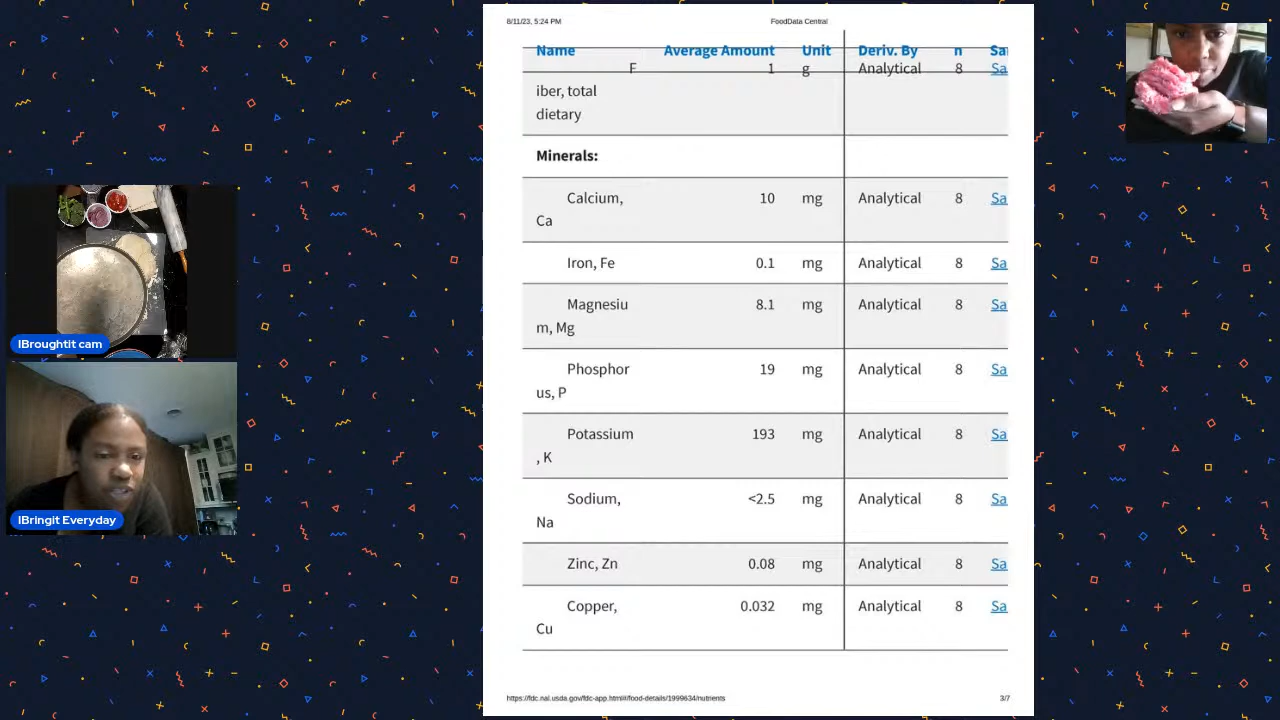 8/11/23, 5:24 PM FoodData Central
Name Average Amount Unit Deriv. By n Sa
F 1 g Analytical 8 Sa
iber, total
dietary
Minerals:
Calcium, 10 mg Analytical 8 Sa
Ca
Iron, Fe 0.1 mg Analytical 8 Sa
Magnesiu 8.1 mg Analytical 8 Sa
m, Mg
Phosphor 19 mg Analytical 8 Sa
us, P
Potassium 193 mg Analytical 8 Sa
, K
Sodium, <2.5 mg Analytical 8 Sa
Na
Zinc, Zn 0.08 mg Analytical 8 Sa
Copper, 0.032 mg Analytical 8 Sa
Cu
https://fdc.nal.usda.gov/fdc-app.html#/food-details/1999634/nutrients 3/7
IBroughtit cam
IBringit Everyday